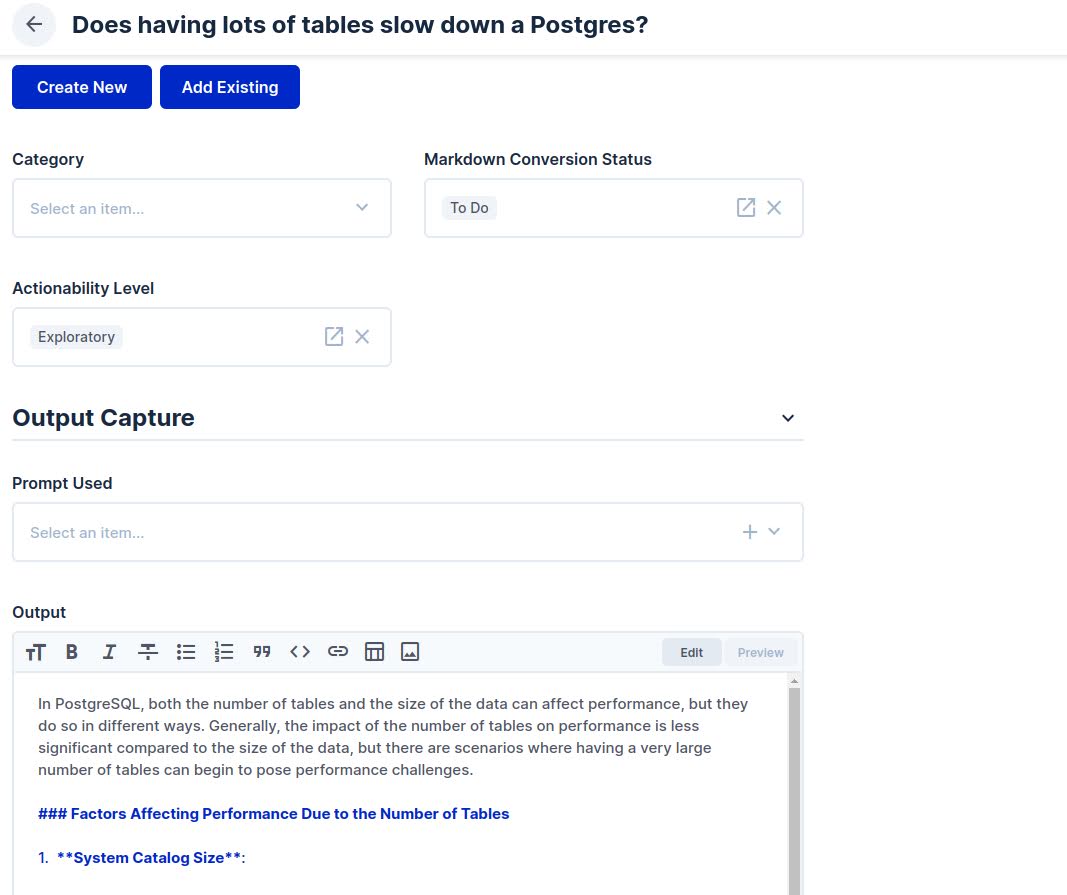 Does having lots of tables slow down a Postgres?
Create New
Add Existing
Category
Markdown Conversion Status
Select an item...
To Do
Actionability Level
Exploratory
Output Capture
Prompt Used
Select an item...
Output
Edit
Preview
In PostgreSQL, both the number of tables and the size of the data can affect performance, but they
do so in different ways. Generally, the impact of the number of tables on performance is less
significant compared to the size of the data, but there are scenarios where having a very large
number of tables can begin to pose performance challenges.
### Factors Affecting Performance Due to the Number of Tables
1. **System Catalog Size**: